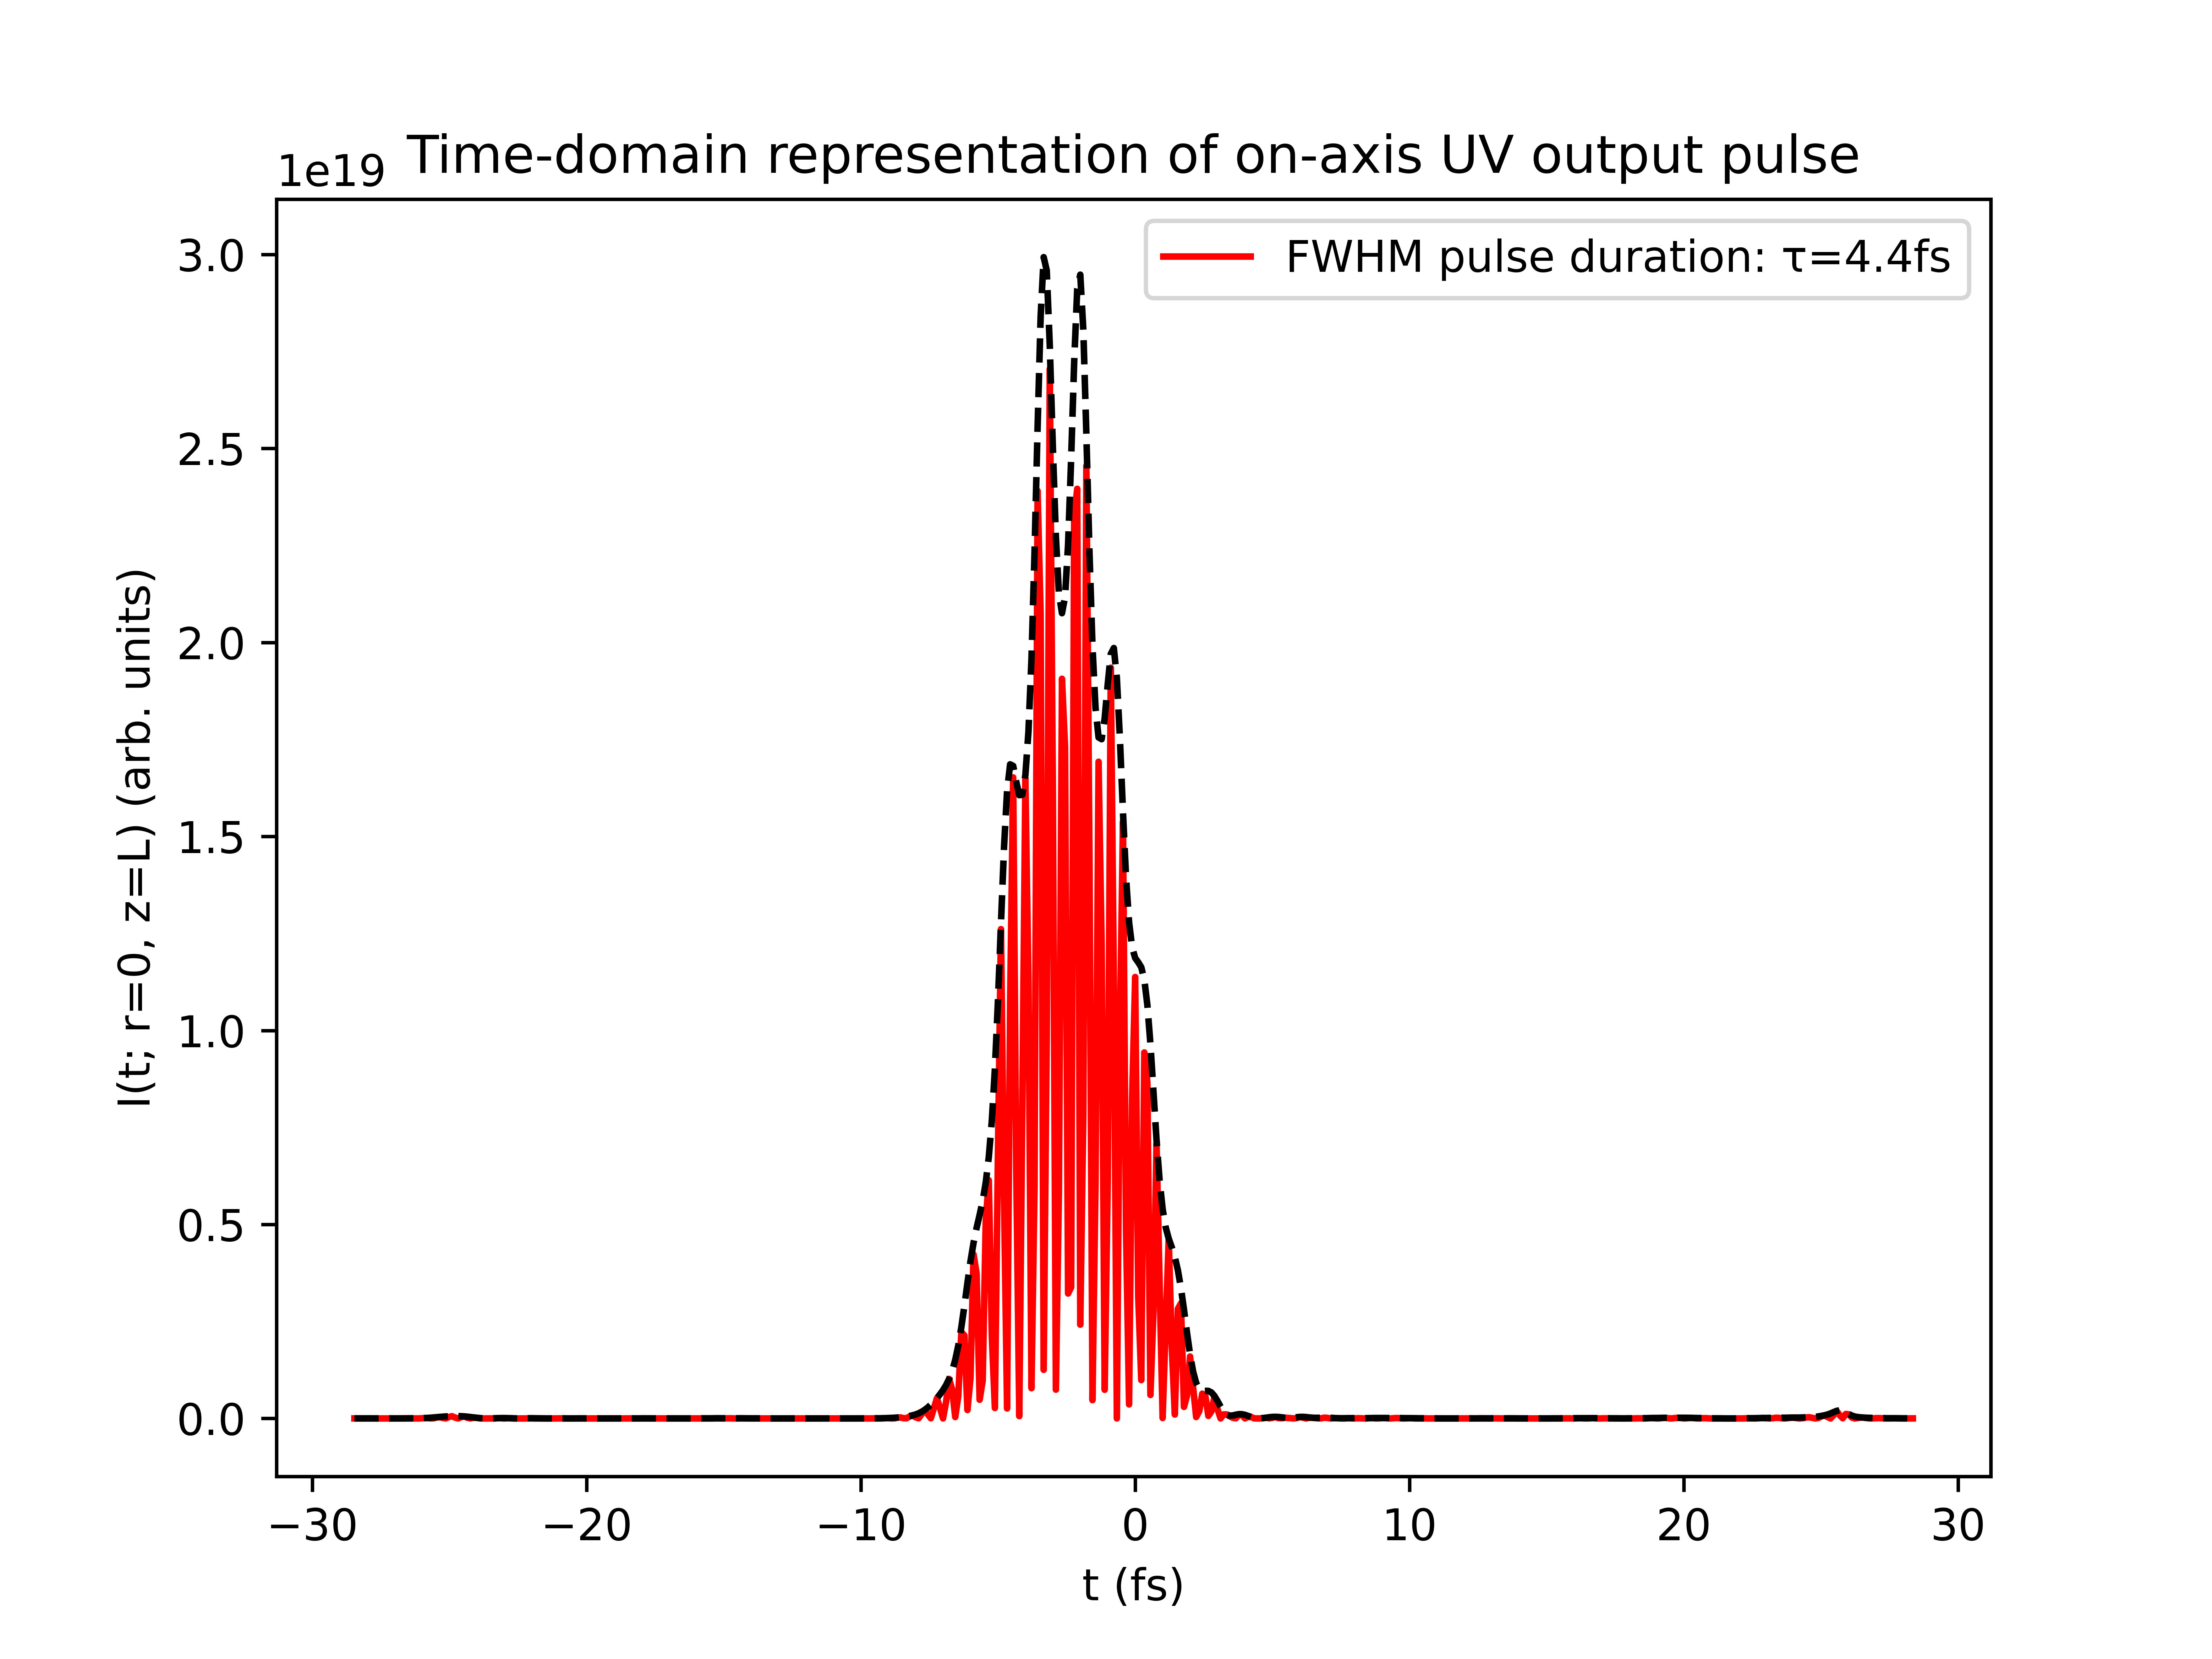 Time-domain representation of on-axis UV output pulse
1e19
FWHM pulse duration: τ=4.4fs
3.0
2.5
2.0
1.5
1.0
0.5
0.0
I(t; r=0, z=L) (arb. units)
−30 −20 −10 0 10 20 30
t (fs)